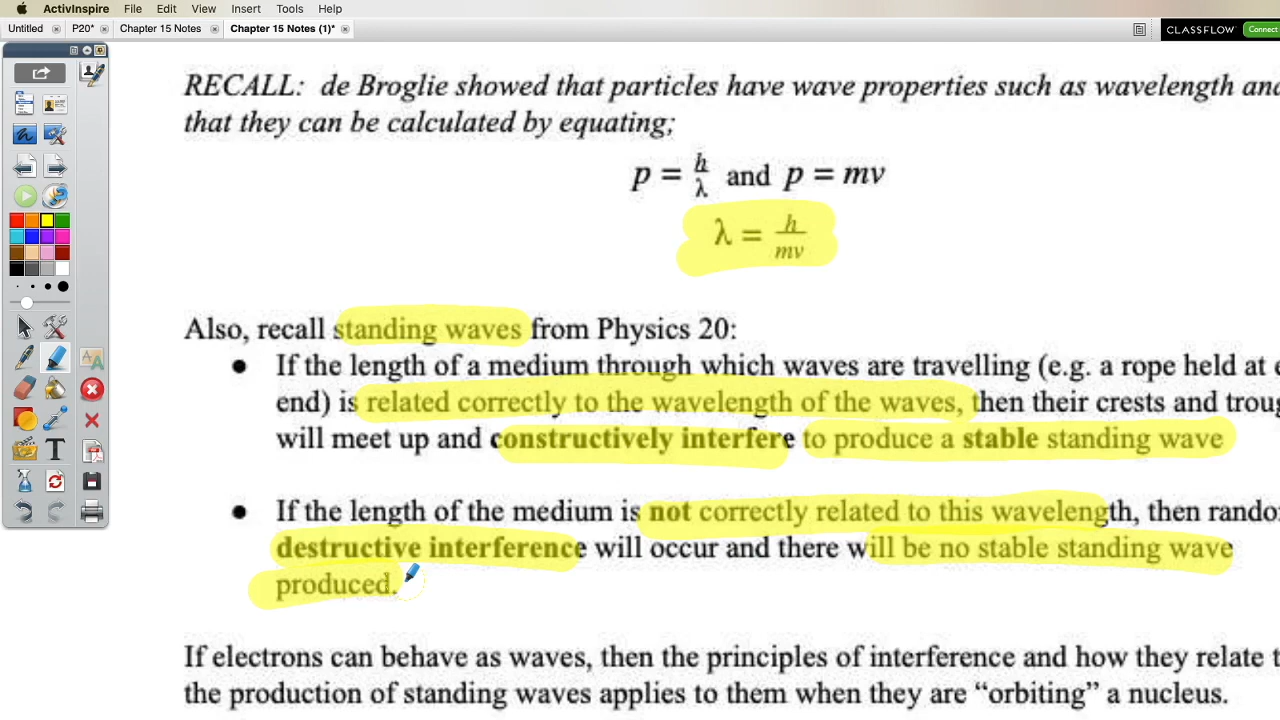 ActivInspire File Edit View Insert Tools Help
Untitled P20* Chapter 15 Notes Chapter 15 Notes (1)*
CLASSFLOW Connect
RECALL: de Broglie showed that particles have wave properties such as wavelength and
that they can be calculated by equating;
p = h/λ and p = mv
λ = h/mv
Also, recall standing waves from Physics 20:
● If the length of a medium through which waves are travelling (e.g. a rope held at e
end) is related correctly to the wavelength of the waves, then their crests and troug
will meet up and constructively interfere to produce a stable standing wave
● If the length of the medium is not correctly related to this wavelength, then rando
destructive interference will occur and there will be no stable standing wave
produced.
If electrons can behave as waves, then the principles of interference and how they relate t
the production of standing waves applies to them when they are “orbiting” a nucleus.